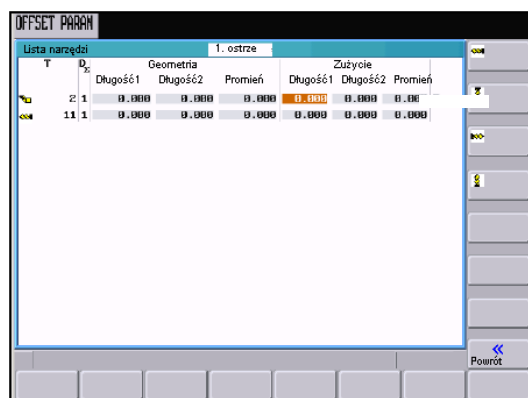 OFFSET PARAM
Lista narzędzi 1. ostrze
T D Σ Geometria Zużycie
Długość1 Długość2 Promień Długość1 Długość2 Promień
2 1 0.000 0.000 0.000 0.000 0.000 0.00
11 1 0.000 0.000 0.000 0.000 0.000 0.000
«
Powrót